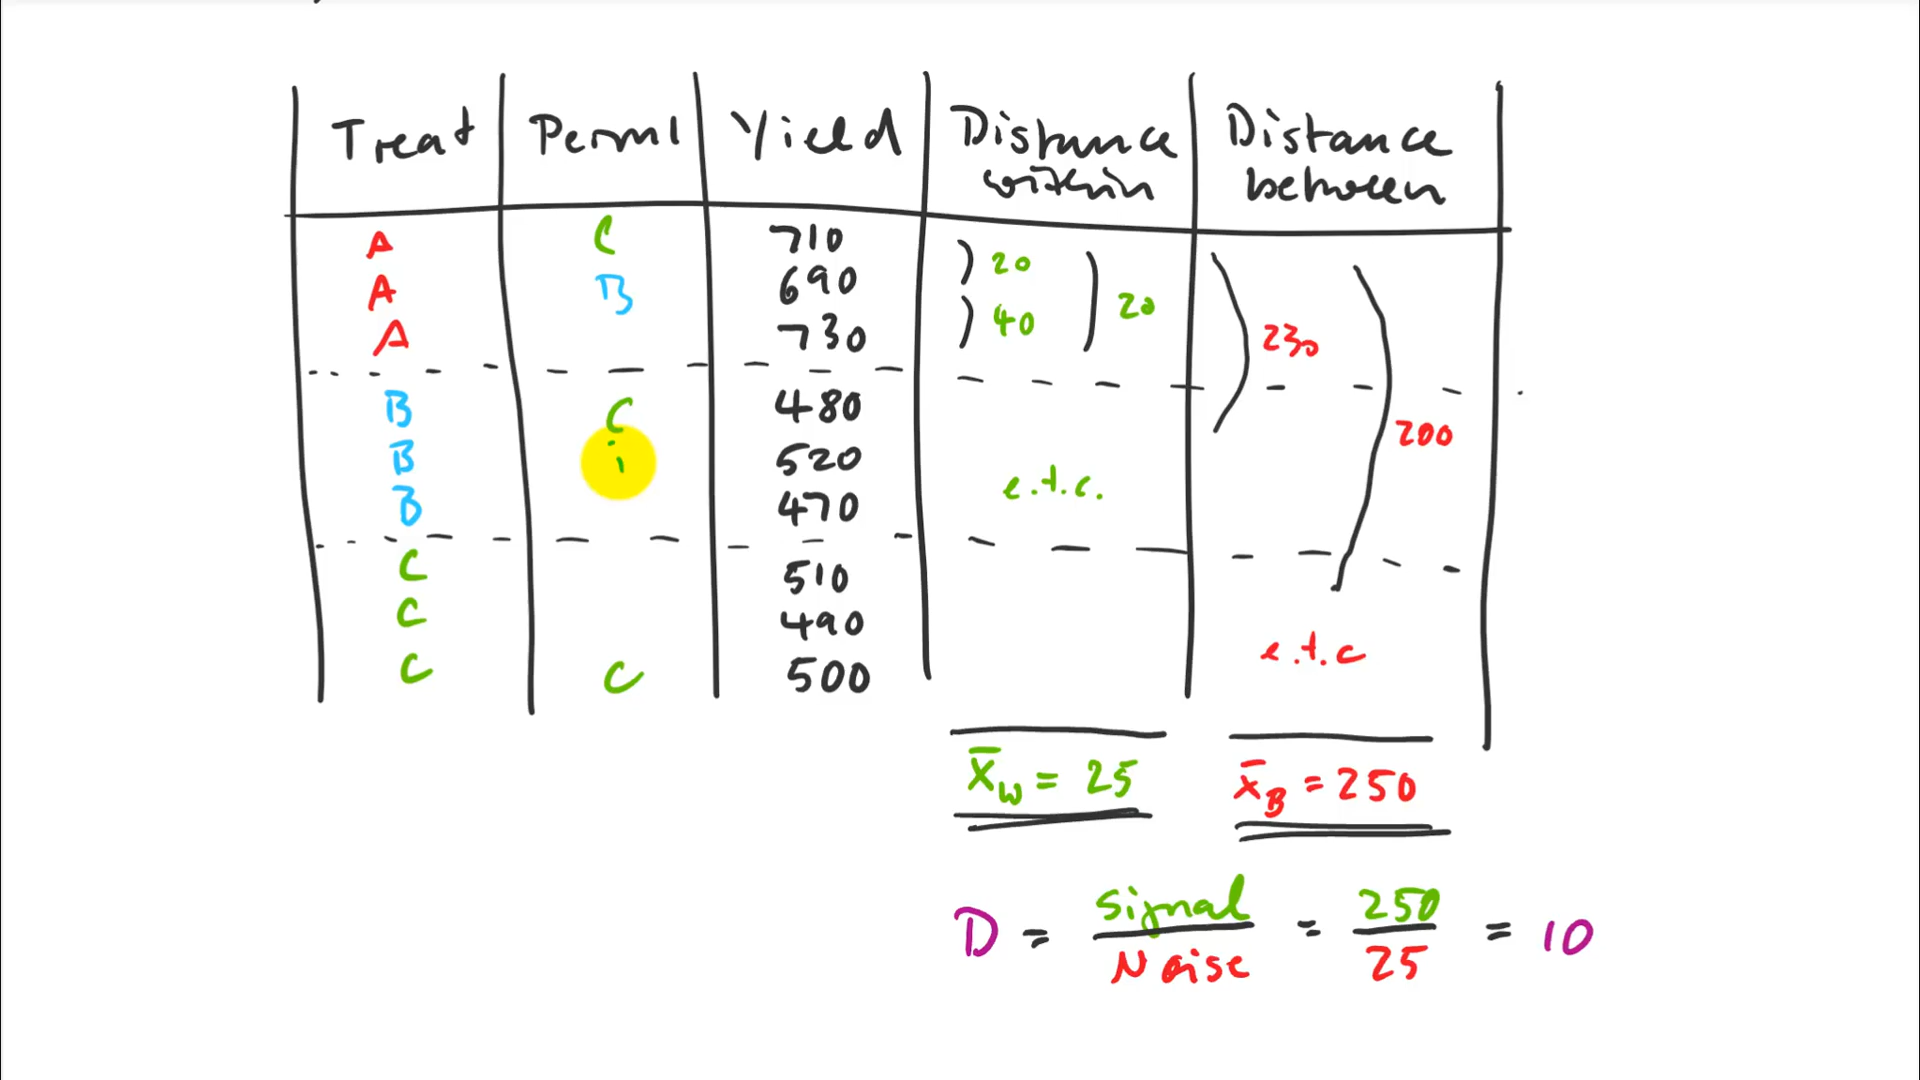 Treat Perm1 Yield Distance within Distance between
A C 710 20
A B 690 40 20
A 730 230
B C 480 200
B 520
B 470 e.t.c.
C 510
C 490 e.t.c
C C 500
x̄w = 25 x̄B = 250
D = Signal / Noise = 250 / 25 = 10